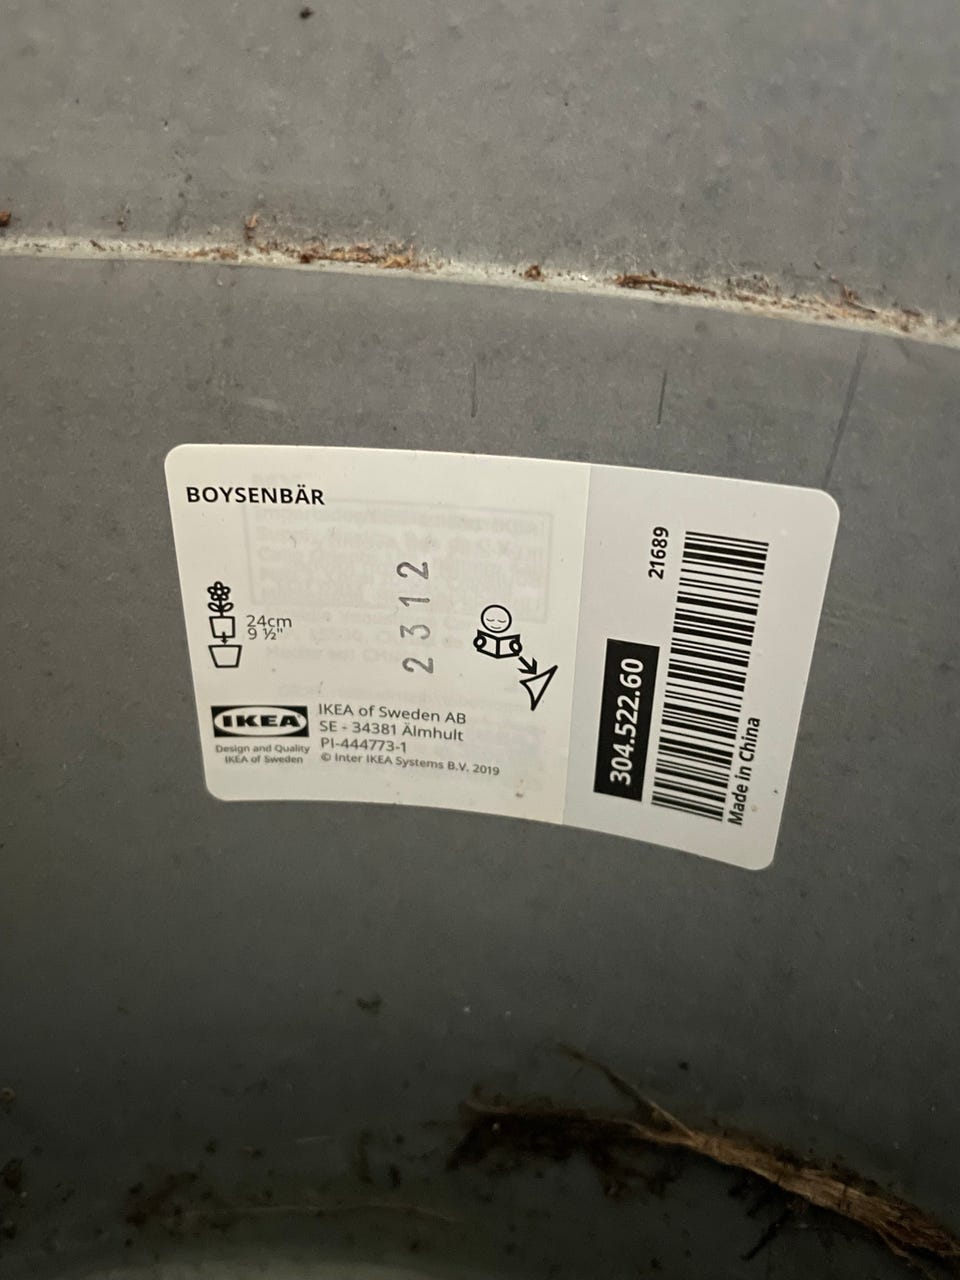 BOYSENBÄR
24cm
9 ½"
2312
IKEA
Design and Quality
IKEA of Sweden
IKEA of Sweden AB
SE - 34381 Älmhult
PI-444773-1
© Inter IKEA Systems B.V. 2019
304.522.60
21689
Made in China